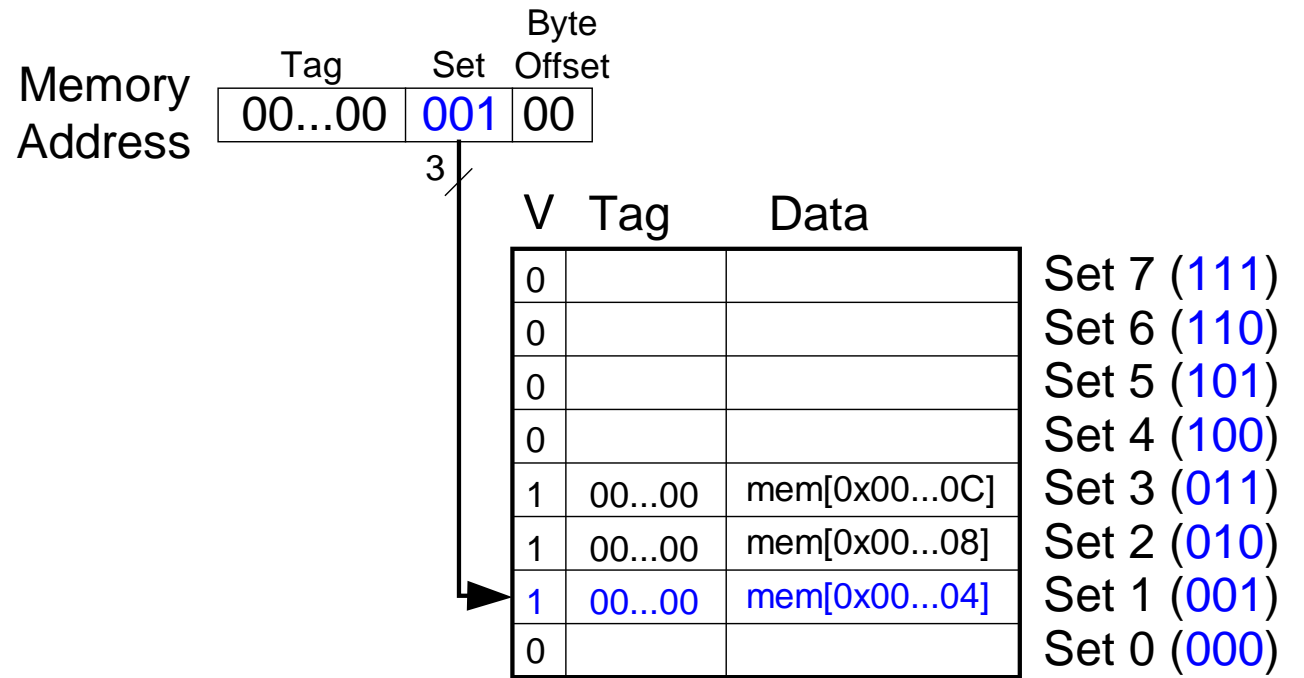 Byte
Tag Set Offset
Memory Address
00...00 001 00
3
V Tag Data
0 Set 7 (111)
0 Set 6 (110)
0 Set 5 (101)
0 Set 4 (100)
1 00...00 mem[0x00...0C] Set 3 (011)
1 00...00 mem[0x00...08] Set 2 (010)
1 00...00 mem[0x00...04] Set 1 (001)
0 Set 0 (000)